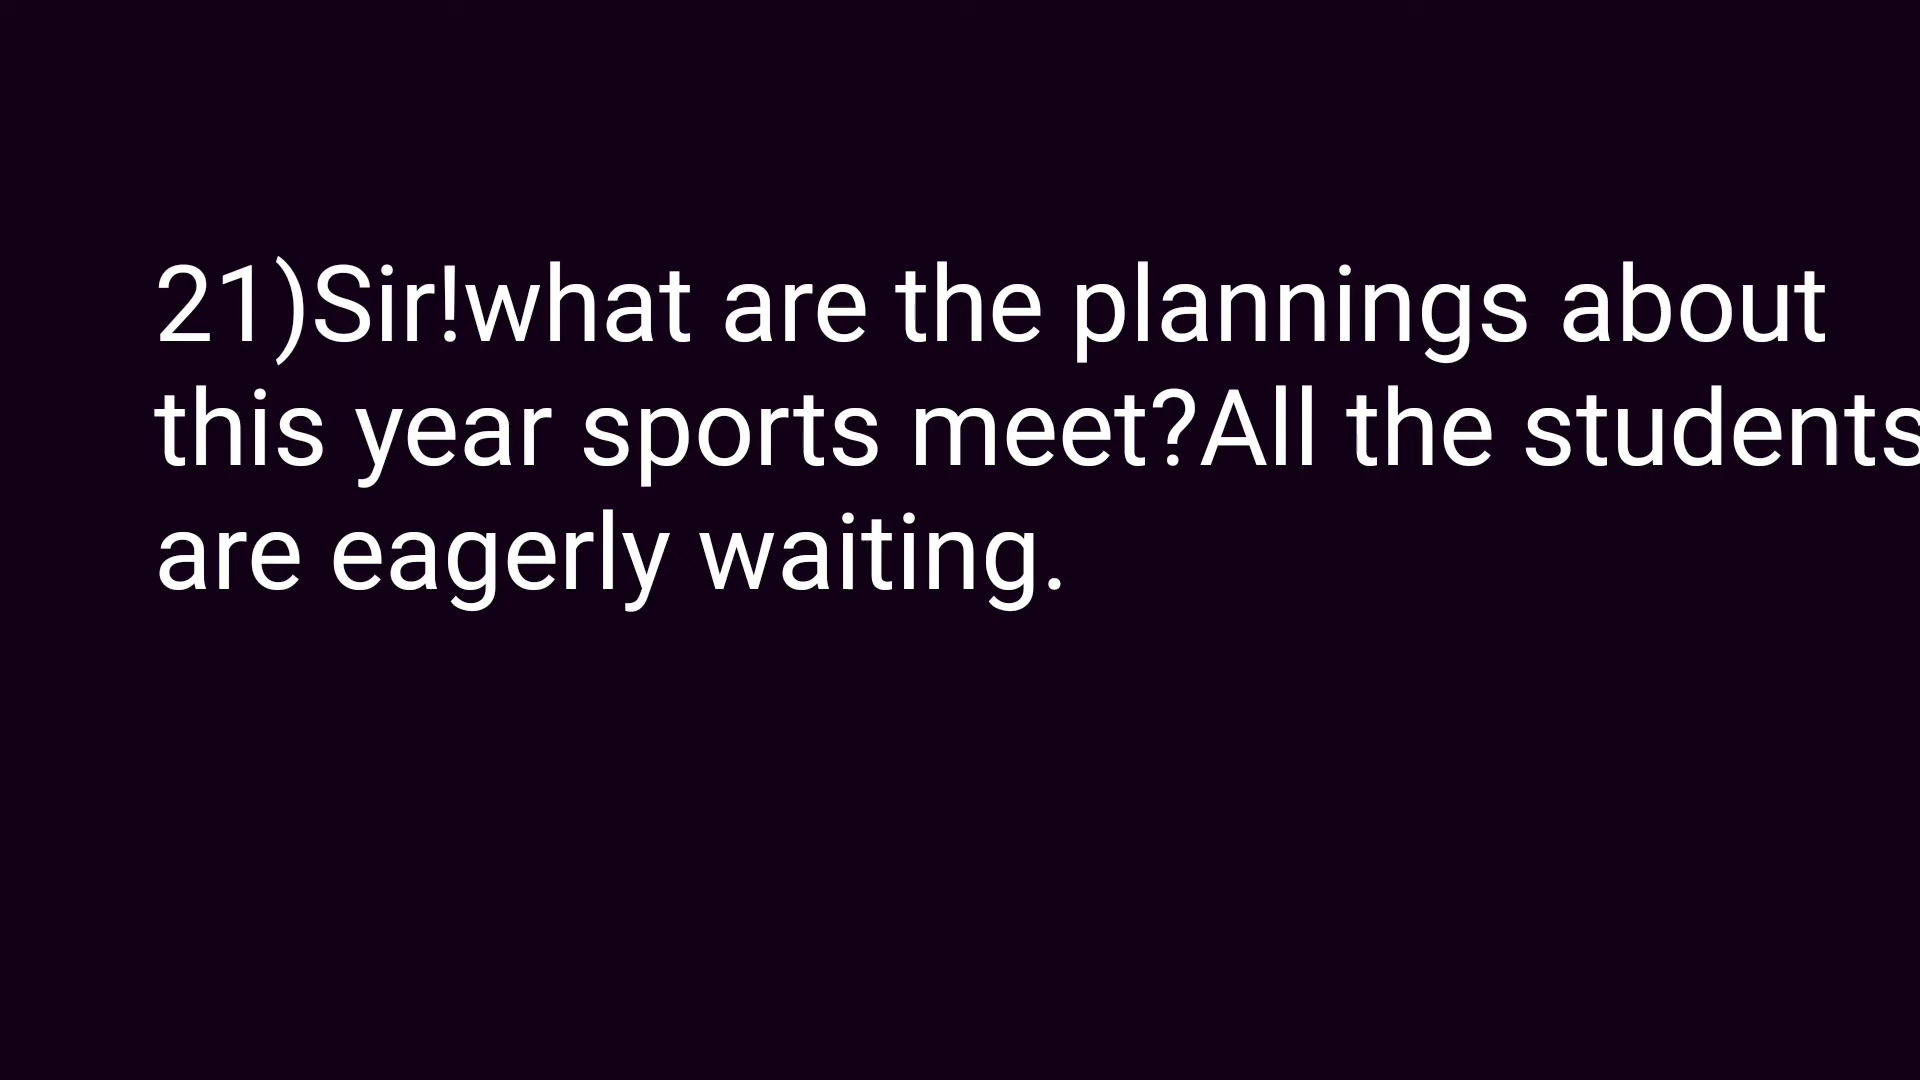 21)Sir!what are the plannings about
this year sports meet?All the students
are eagerly waiting.